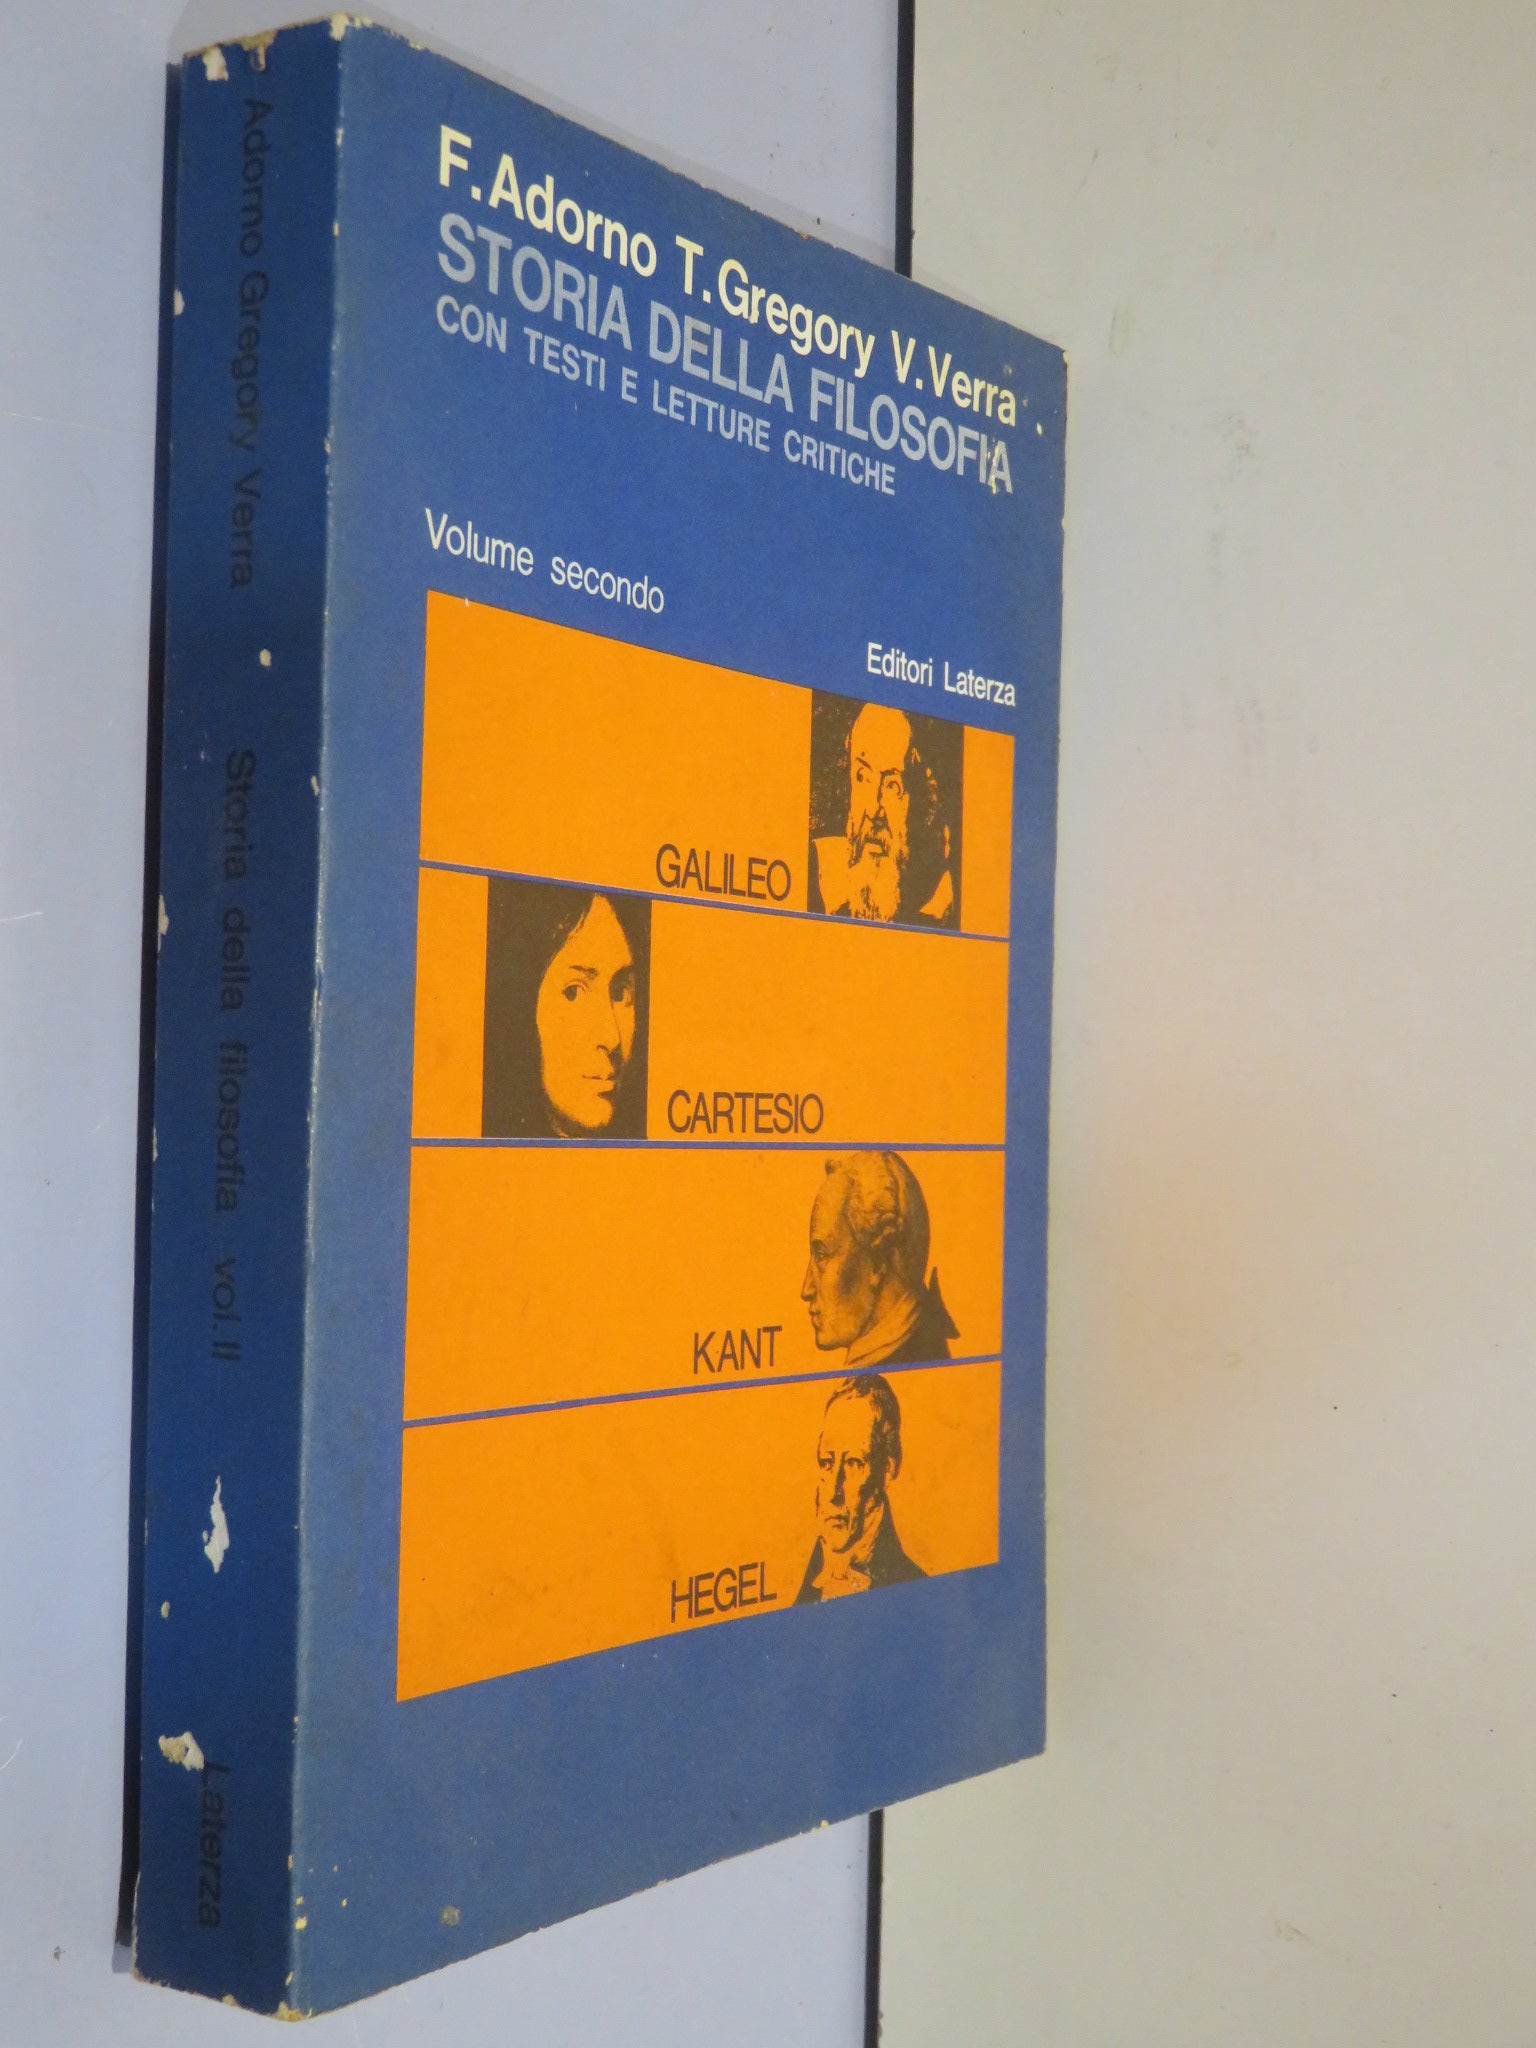 F. Adorno T. Gregory V. Verra
STORIA DELLA FILOSOFIA
CON TESTI E LETTURE CRITICHE
Volume secondo
Editori Laterza
GALILEO
CARTESIO
KANT
HEGEL
Adorno Gregory Verra Storia della filosofia vol. II Laterza